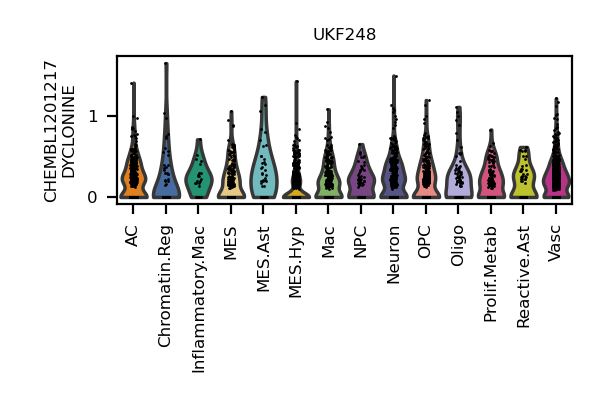 UKF248
CHEMBL1201217
DYCLONINE
1
0
AC
Chromatin.Reg
Inflammatory.Mac
MES
MES.Ast
MES.Hyp
Mac
NPC
Neuron
OPC
Oligo
Prolif.Metab
Reactive.Ast
Vasc